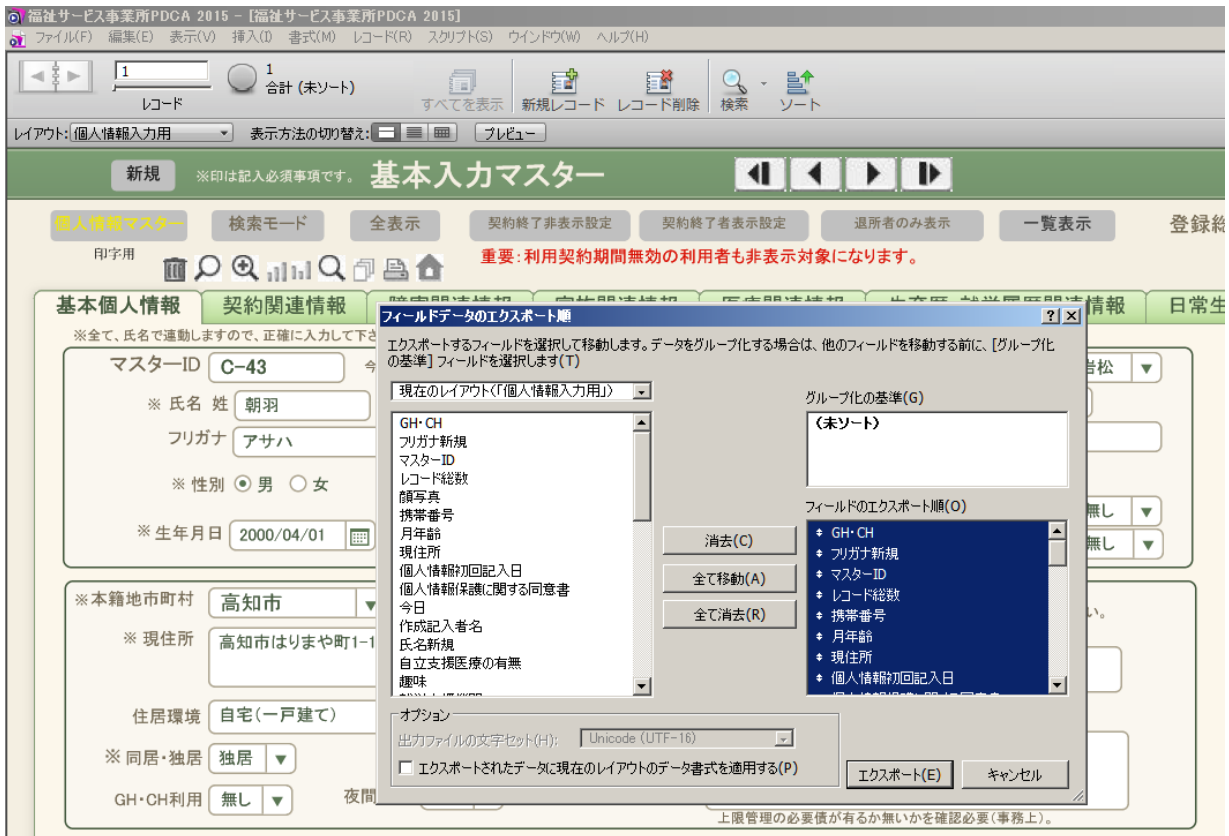 福祉サービス事業所PDCA 2015 - [福祉サービス事業所PDCA 2015]
ファイル(F) 編集(E) 表示(V) 挿入(I) 書式(M) レコード(R) スクリプト(S) ウインドウ(W) ヘルプ(H)
1
1
合計 (未ソート)
レコード
すべてを表示 新規レコード レコード削除 検索 ソート
レイアウト: 個人情報入力用 表示方法の切り替え: プレビュー
新規 ※印は記入必須事項です。 基本入力マスター
個人情報マスター 検索モード 全表示 契約終了非表示設定 契約終了者表示設定 退所者のみ表示 一覧表示 登録総
印字用
重要:利用契約期間無効の利用者も非表示対象になります。
基本個人情報 契約関連情報 情報 日常生
※全て、氏名で連動しますので、正確に入力して下さ
マスターID C-43 今
岩松
※ 氏名 姓 朝羽
フリガナ アサハ
※ 性別 男 女
※ 生年月日 2000/04/01
無し
無し
※本籍地市町村 高知市
い。
※ 現住所 高知市はりまや町1-1
住居環境 自宅(一戸建て)
※ 同居・独居 独居
GH・CH利用 無し 夜間
上限管理の必要債が有るか無いかを確認必要(事務上)。
フィールドデータのエクスポート順
エクスポートするフィールドを選択して移動します。データをグループ化する場合は、他のフィールドを移動する前に、[グループ化
の基準] フィールドを選択します(T)
現在のレイアウト(「個人情報入力用」)
GH・CH
フリガナ新規
マスターID
レコード総数
顔写真
携帯番号
月年齢
現住所
個人情報初回記入日
個人情報保護に関する同意書
今日
作成記入者名
氏名新規
自立支援医療の有無
趣味
消去(C)
全て移動(A)
全て消去(R)
グループ化の基準(G)
(未ソート)
フィールドのエクスポート順(O)
GH・CH
フリガナ新規
マスターID
レコード総数
携帯番号
月年齢
現住所
個人情報初回記入日
オプション
出力ファイルの文字セット(H): Unicode (UTF-16)
エクスポートされたデータに現在のレイアウトのデータ書式を適用する(P)
エクスポート(E) キャンセル